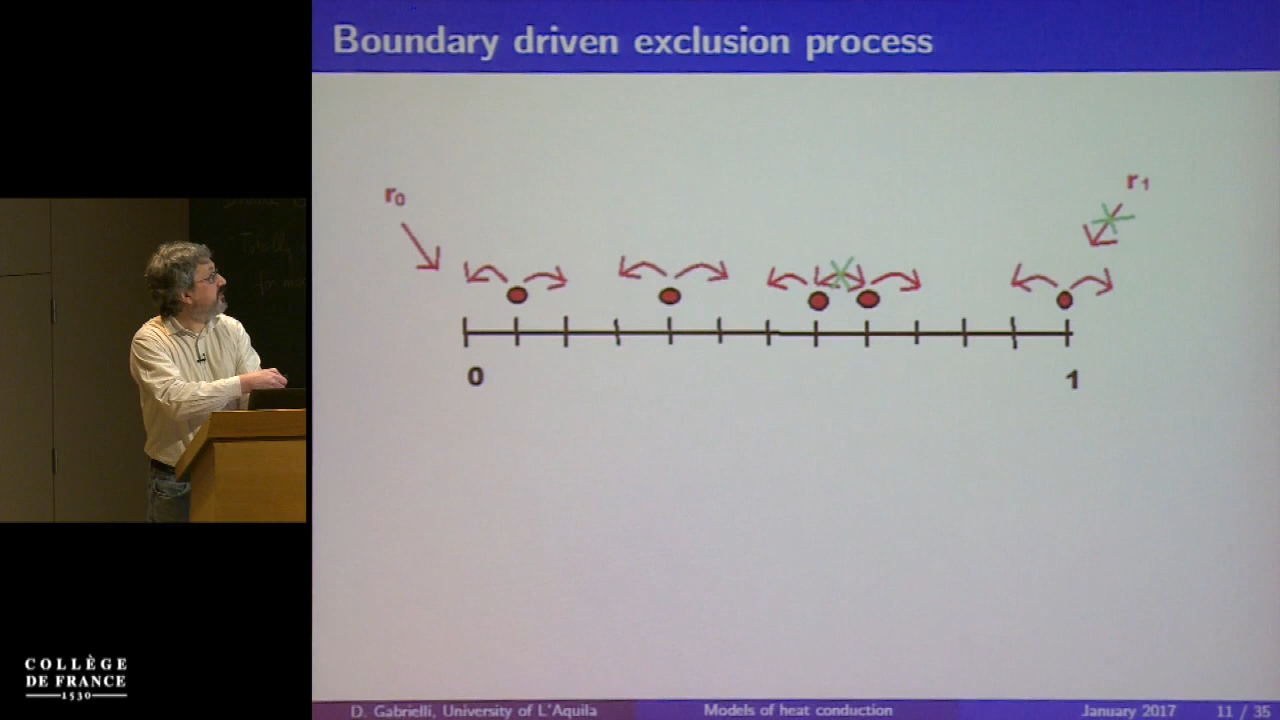 Boundary driven exclusion process
r₀
r₁
0
1
COLLÈGE
DE FRANCE
1530
D. Gabrielli, University of L'Aquila
Models of heat conduction
January 2017
11 / 35